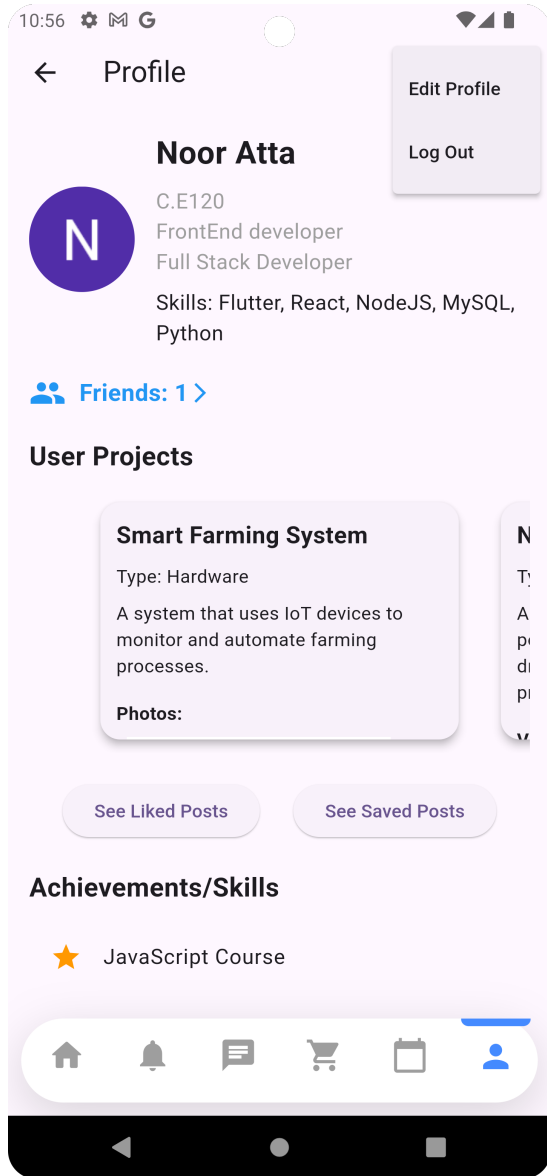 10:56
Profile
Edit Profile
Log Out
Noor Atta
N
C.E120
FrontEnd developer
Full Stack Developer
Skills: Flutter, React, NodeJS, MySQL,
Python
Friends: 1
User Projects
Smart Farming System
Type: Hardware
A system that uses IoT devices to
monitor and automate farming
processes.
Photos:
See Liked Posts
See Saved Posts
Achievements/Skills
JavaScript Course